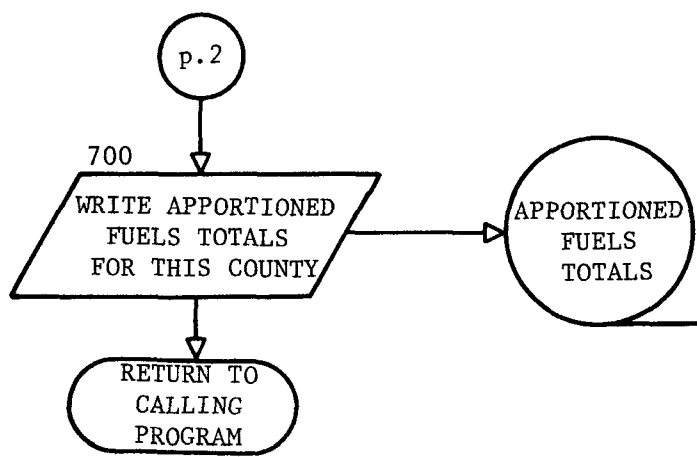 p.2
700
WRITE APPORTIONED
FUELS TOTALS
FOR THIS COUNTY
APPORTIONED
FUELS
TOTALS
RETURN TO
CALLING
PROGRAM